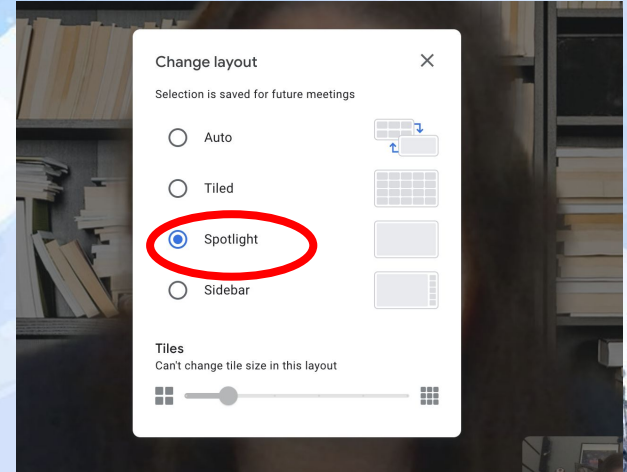 Change layout
Selection is saved for future meetings
Auto
Tiled
Spotlight
Sidebar
Tiles
Can't change tile size in this layout